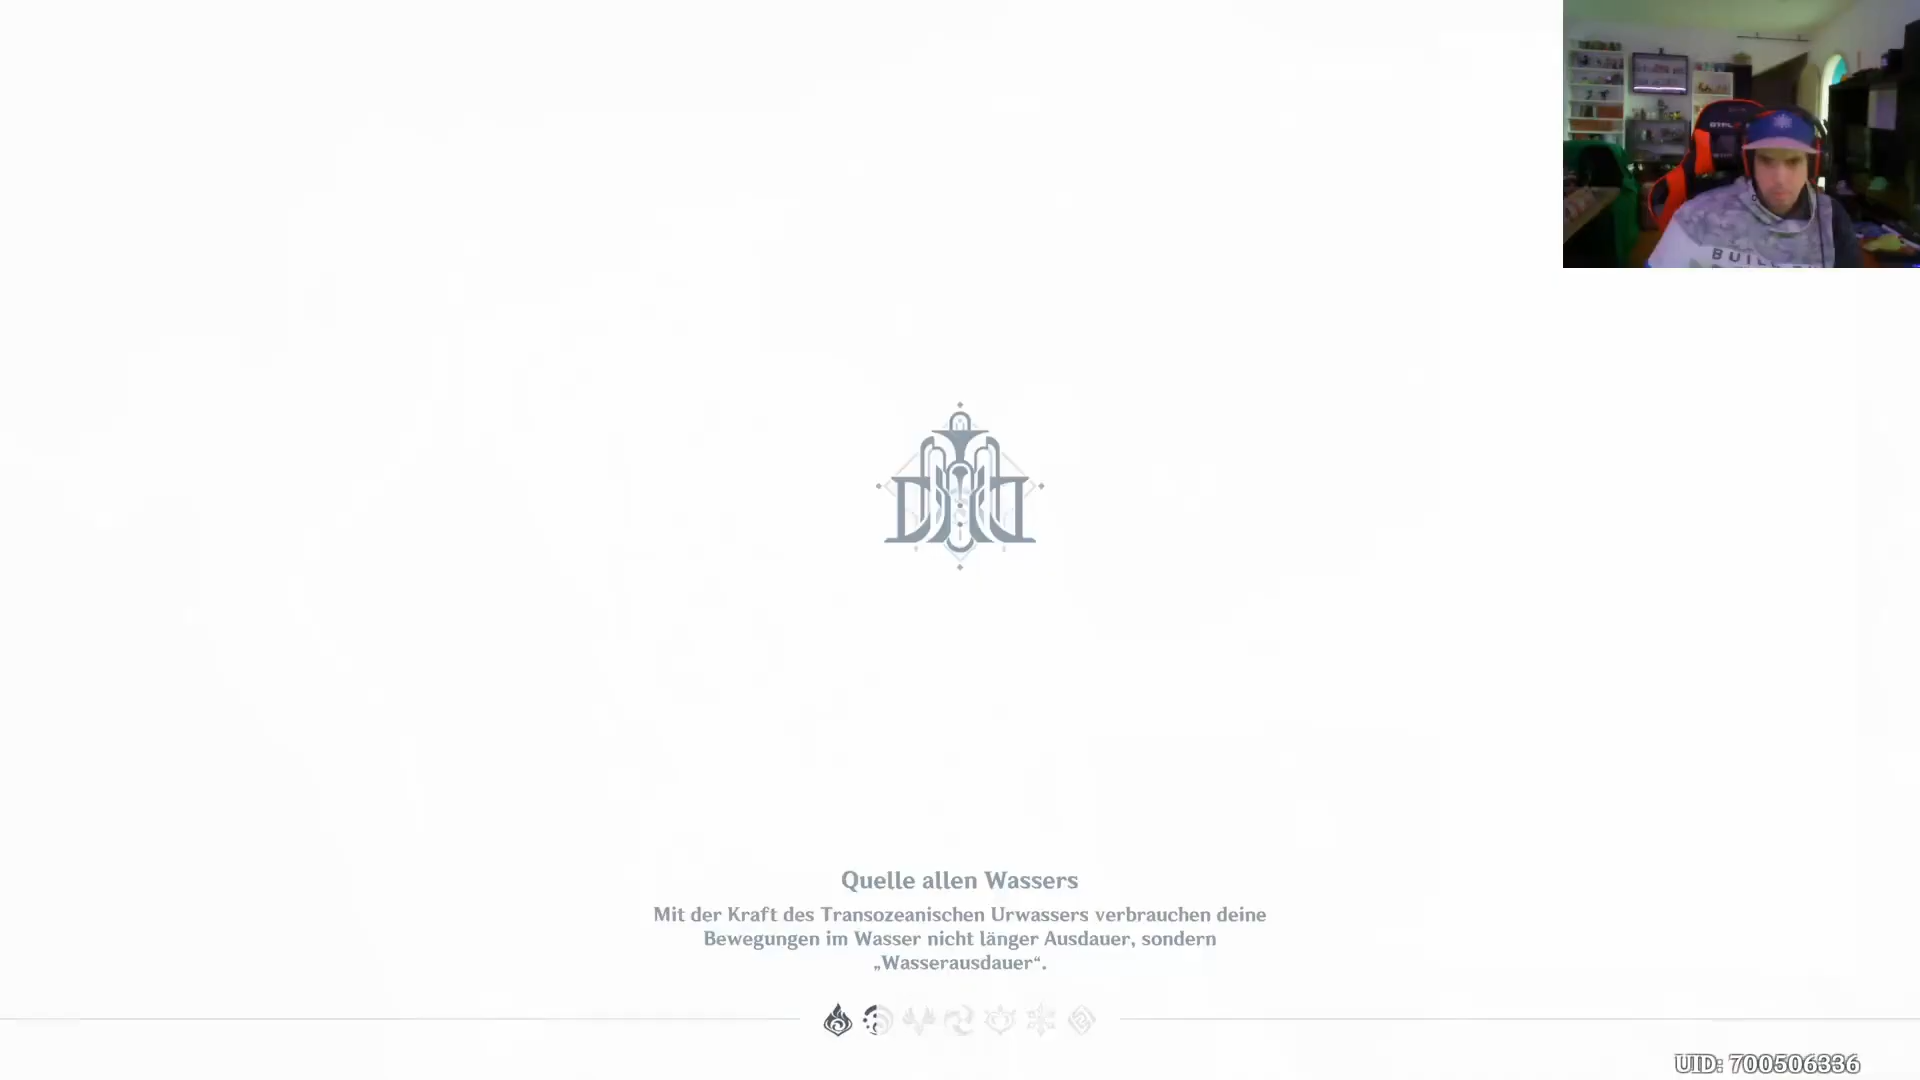 BUIL
Quelle allen Wassers
Mit der Kraft des Transozeanischen Urwassers verbrauchen deine
Bewegungen im Wasser nicht länger Ausdauer, sondern
„Wasserausdauer“.
UID: 700506336